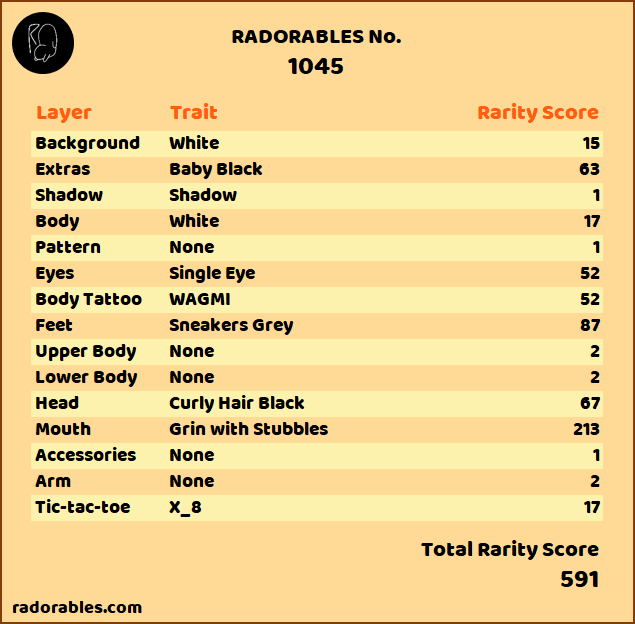 RADORABLES No.
1045
Layer Trait Rarity Score
Background White 15
Extras Baby Black 63
Shadow Shadow 1
Body White 17
Pattern None 1
Eyes Single Eye 52
Body Tattoo WAGMI 52
Feet Sneakers Grey 87
Upper Body None 2
Lower Body None 2
Head Curly Hair Black 67
Mouth Grin with Stubbles 213
Accessories None 1
Arm None 2
Tic-tac-toe X_8 17
Total Rarity Score
591
radorables.com